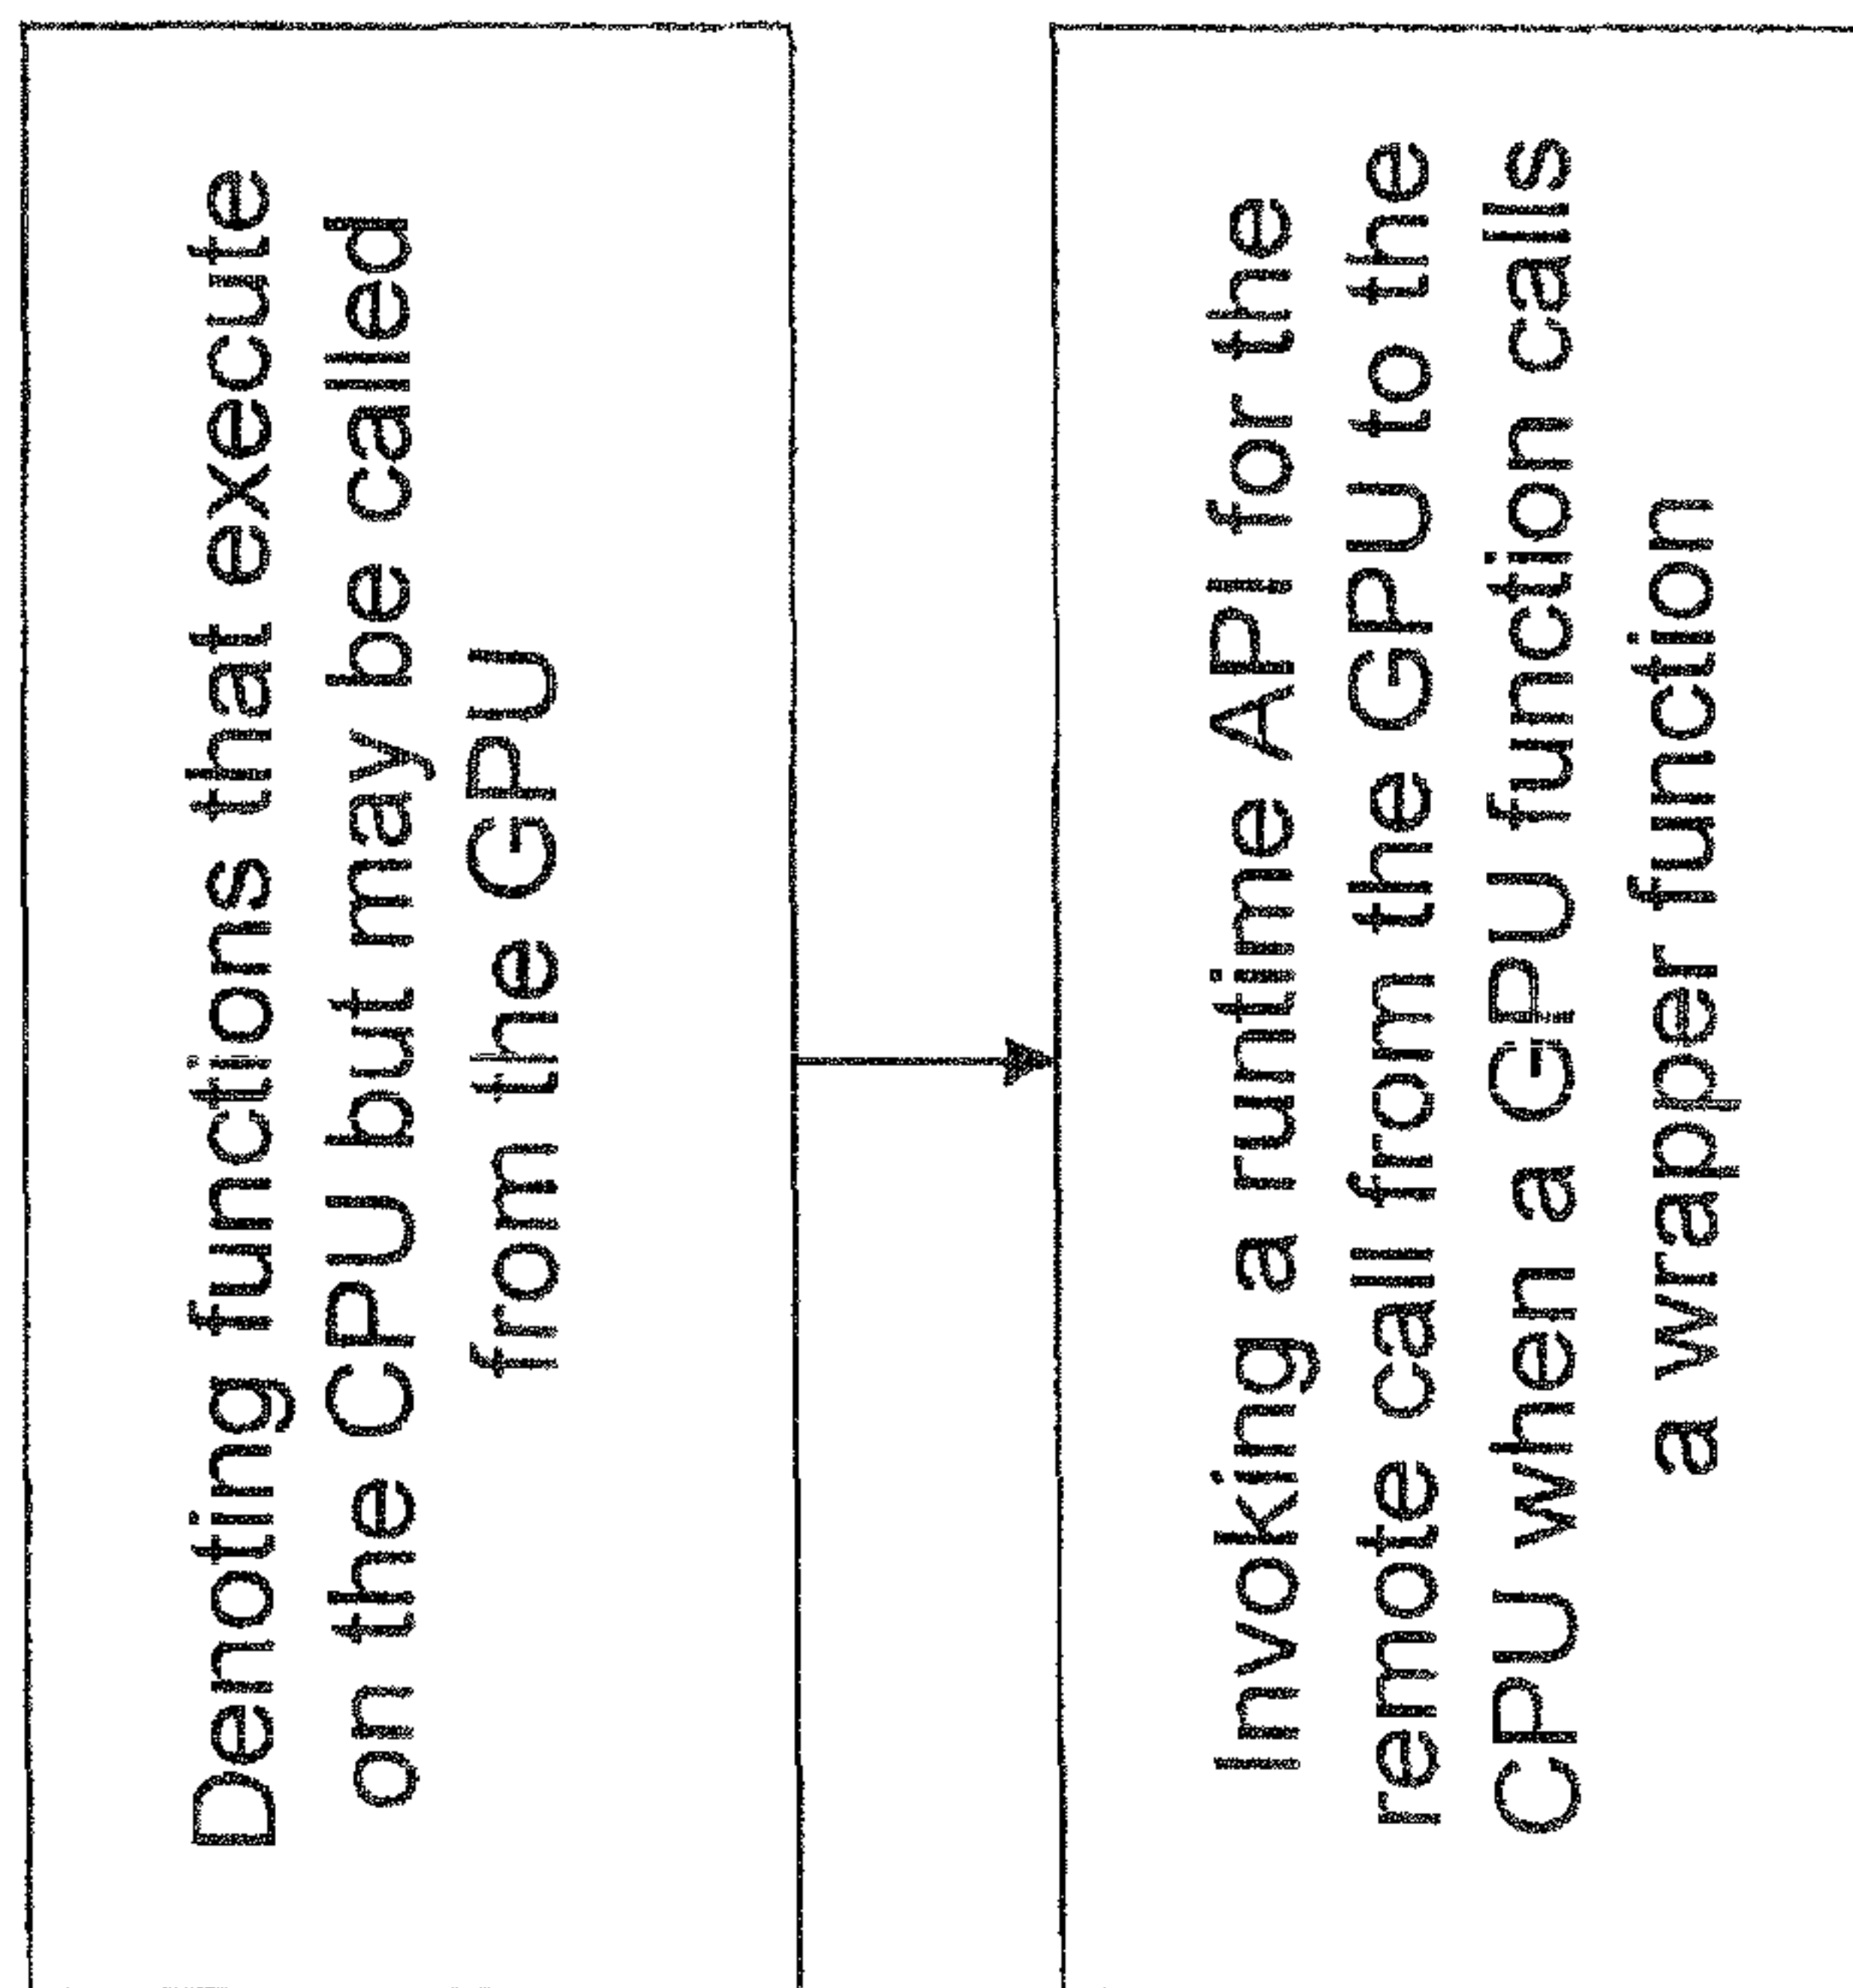 Denoting functions that execute
on the CPU but may be called
from the GPU
Invoking a runtime API for the
remote call from the GPU to the
CPU when a GPU function calls
a wrapper function